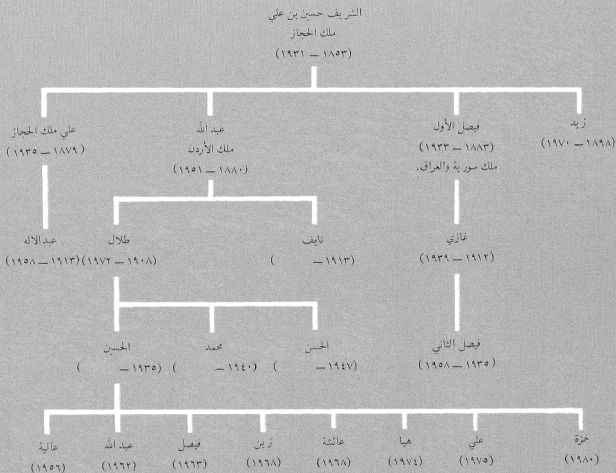 الشريف حسين بن علي
ملك الحجاز
(١٨٥٣ — ١٩٣١)
زيد
(١٨٩٨ — ١٩٧٠)
فيصل الأول
(١٨٨٣ — ١٩٣٣)
ملك سورية والعراق.
عبد الله
ملك الأردن
(١٨٨٠ — ١٩٥١)
علي ملك الحجاز
(١٨٧٩ — ١٩٣٥)
غازي
(١٩١٢ — ١٩٣٩)
نايف
(١٩١٣ — )
طلال
(١٩٠٨ — ١٩٧٢)
عبد الاله
(١٩١٣ — ١٩٥٨)
فيصل الثاني
(١٩٣٥ — ١٩٥٨)
الحسن
(١٩٤٧ — )
محمد
(١٩٤٠ — )
الحسين
(١٩٣٥ — )
حمزة
(١٩٨٠)
علي
(١٩٧٥)
هيا
(١٩٧٤)
عائشة
(١٩٦٨)
زين
(١٩٦٨)
فيصل
(١٩٦٣)
عبد الله
(١٩٦٢)
عالية
(١٩٥٦)